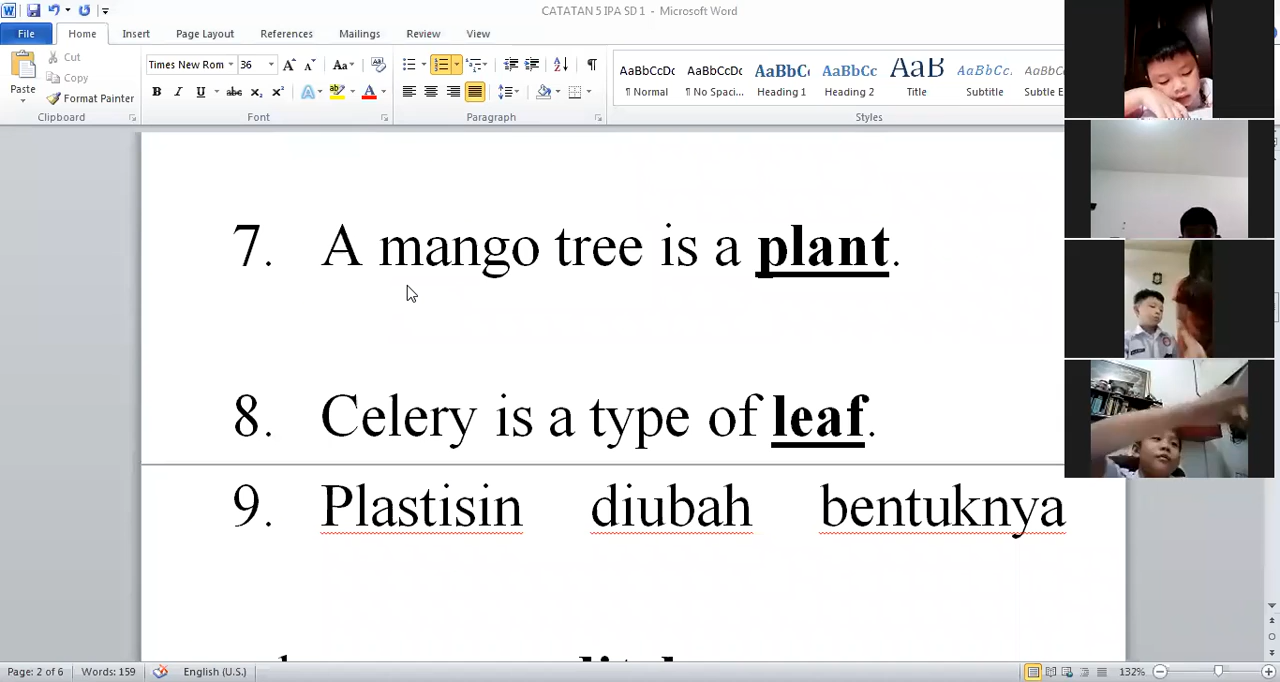 CATATAN 5 IPA SD 1 - Microsoft Word
File Home Insert Page Layout References Mailings Review View
Paste Cut Copy Format Painter
Clipboard
Times New Rom 36
Font
Paragraph
AaBbCcDc AaBbCcDc AaBbC AaBbCc AaB AaBbCc. AaBbCc
¶ Normal ¶ No Spaci... Heading 1 Heading 2 Title Subtitle Subtle E
Styles
7. A mango tree is a plant.
8. Celery is a type of leaf.
9. Plastisin diubah bentuknya
Page: 2 of 6 Words: 159 English (U.S.) 132%